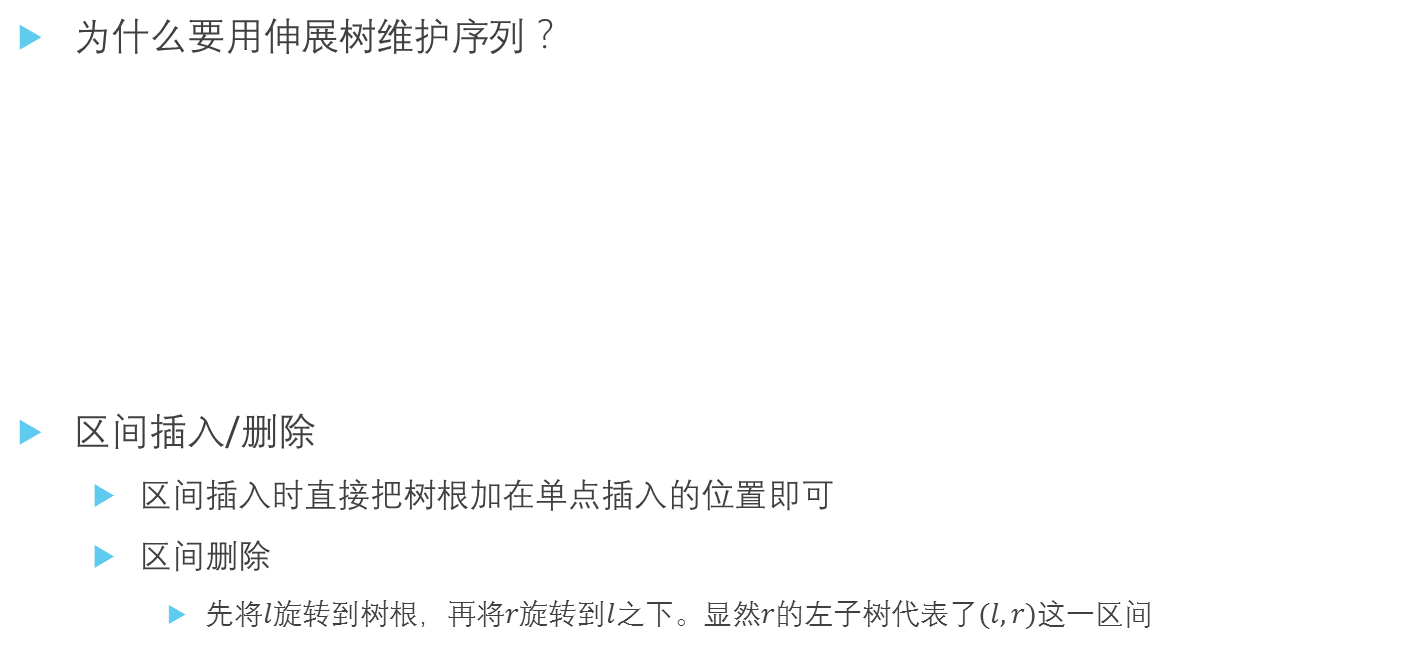 为什么要用伸展树维护序列？
区间插入/删除
区间插入时直接把树根加在单点插入的位置即可
区间删除
先将l旋转到树根，再将r旋转到l之下。显然r的左子树代表了(l,r)这一区间